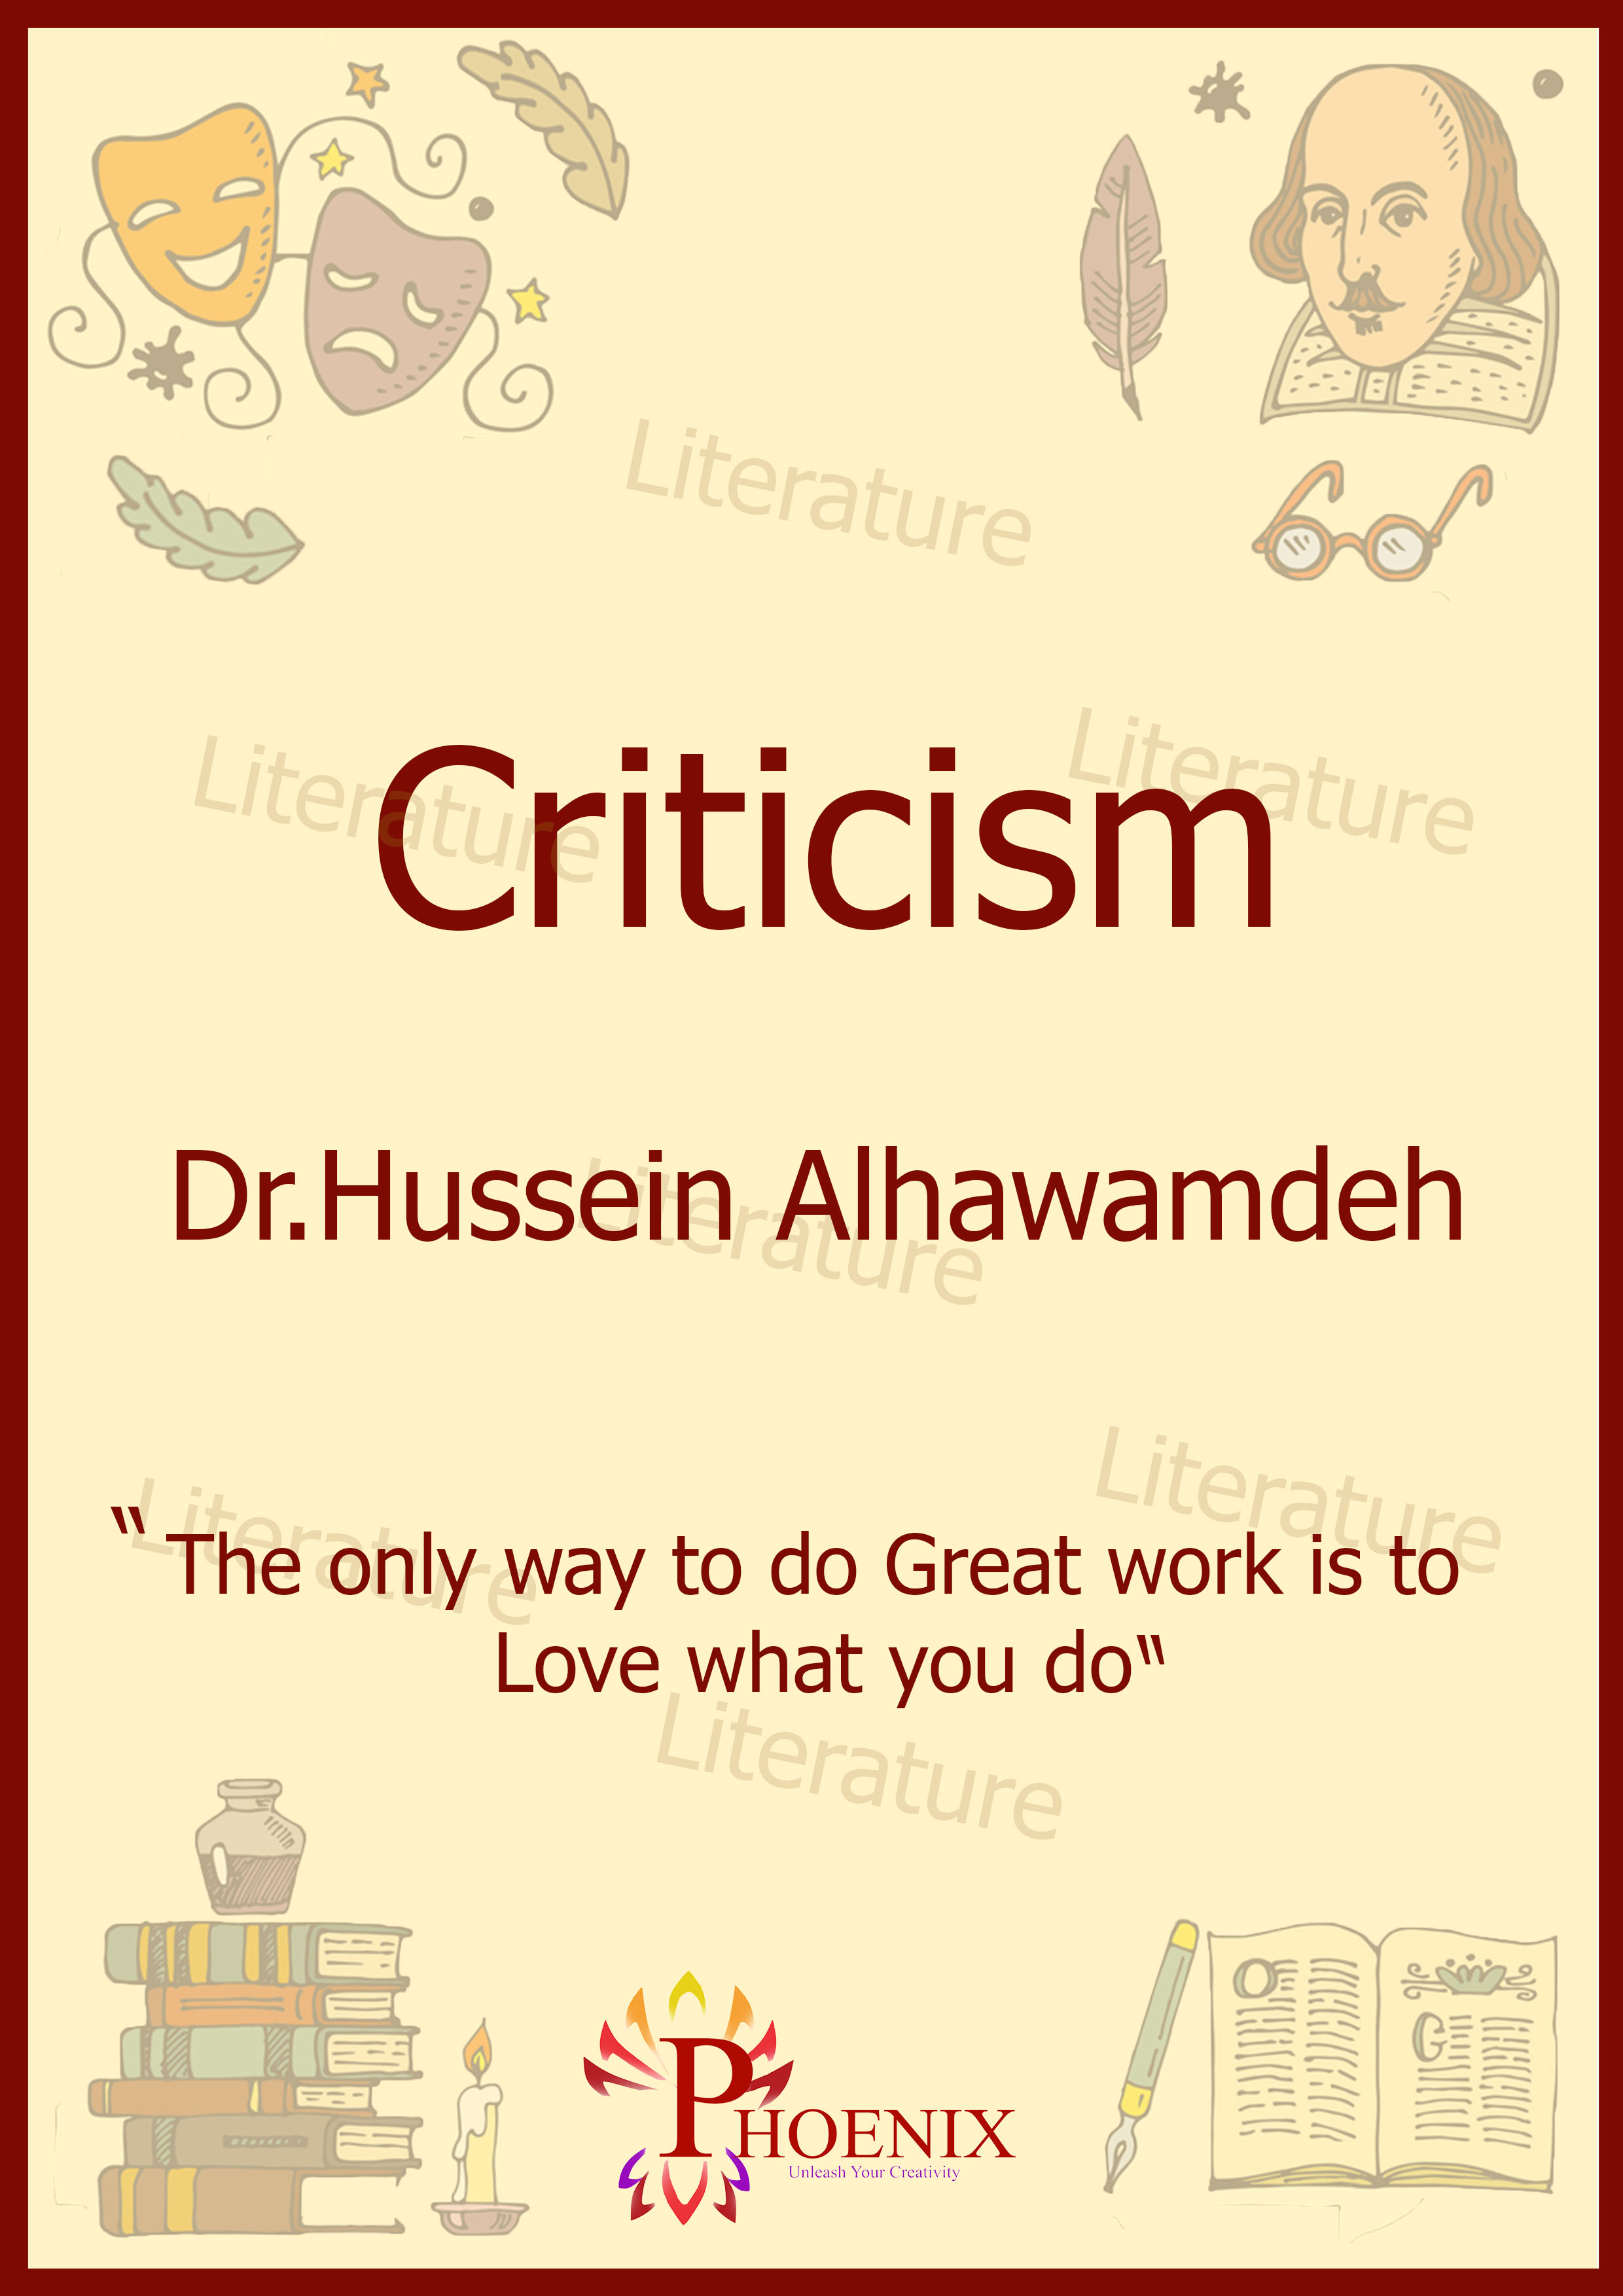 Literature
Literature
Literature
Criticism
Dr.Hussein Alhawamdeh
Literature
Literature
Literature
“ The only way to do Great work is to
Love what you do“
Literature
O
G
PHOENIX
Unleash Your Creativity